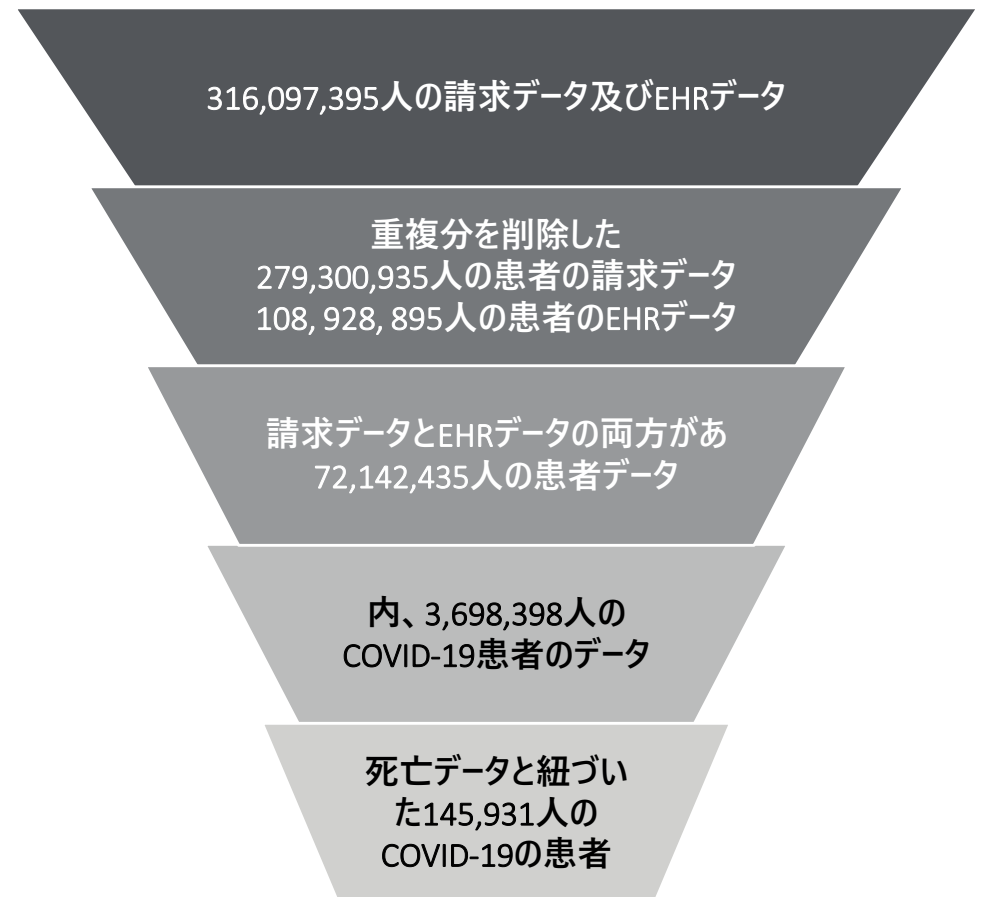 316,097,395人の請求データ及びEHRデータ
重複分を削除した
279,300,935人の患者の請求データ
108, 928, 895人の患者のEHRデータ
請求データとEHRデータの両方があ
72,142,435人の患者データ
内、3,698,398人の
COVID-19患者のデータ
死亡データと紐づい
た145,931人の
COVID-19の患者